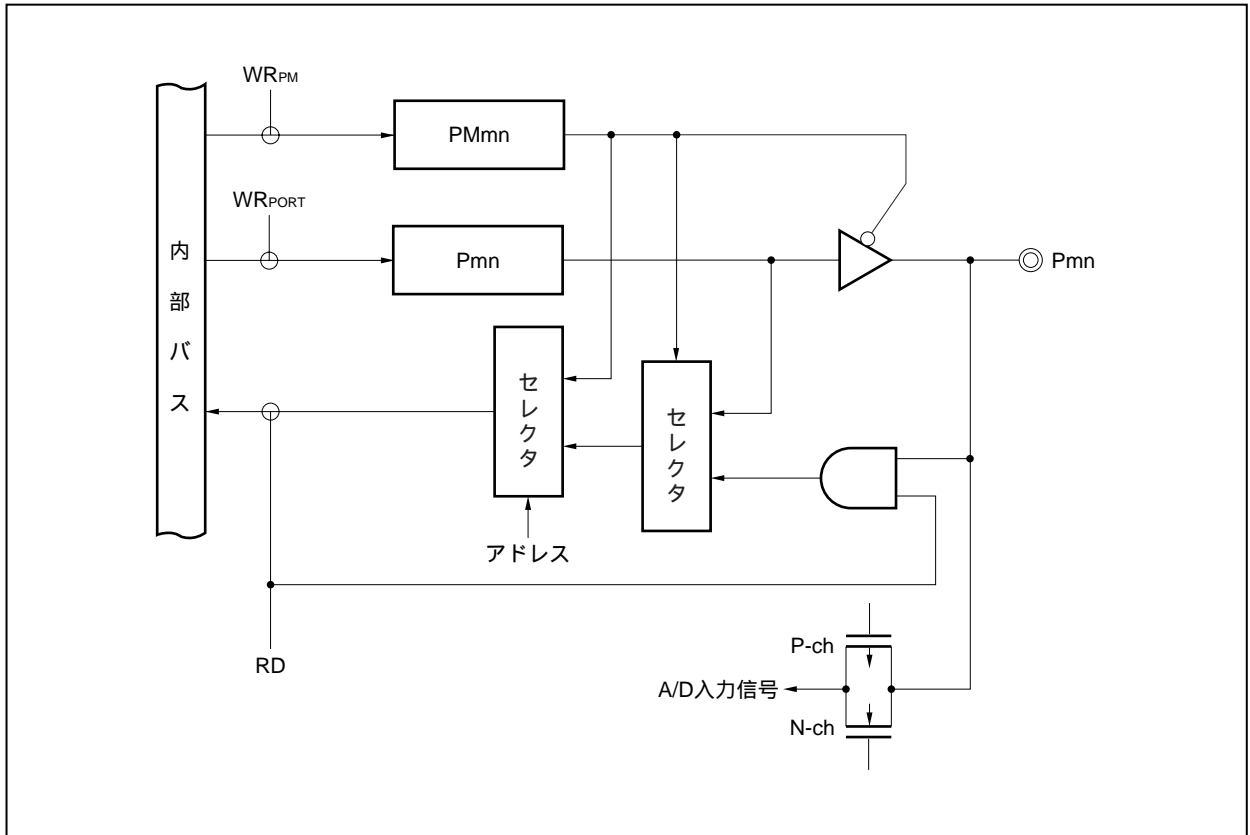 WRPM
PMmn
WRPORT
内部バス
Pmn
Pmn
セレクタ
セレクタ
アドレス
RD
P-ch
A/D入力信号
N-ch